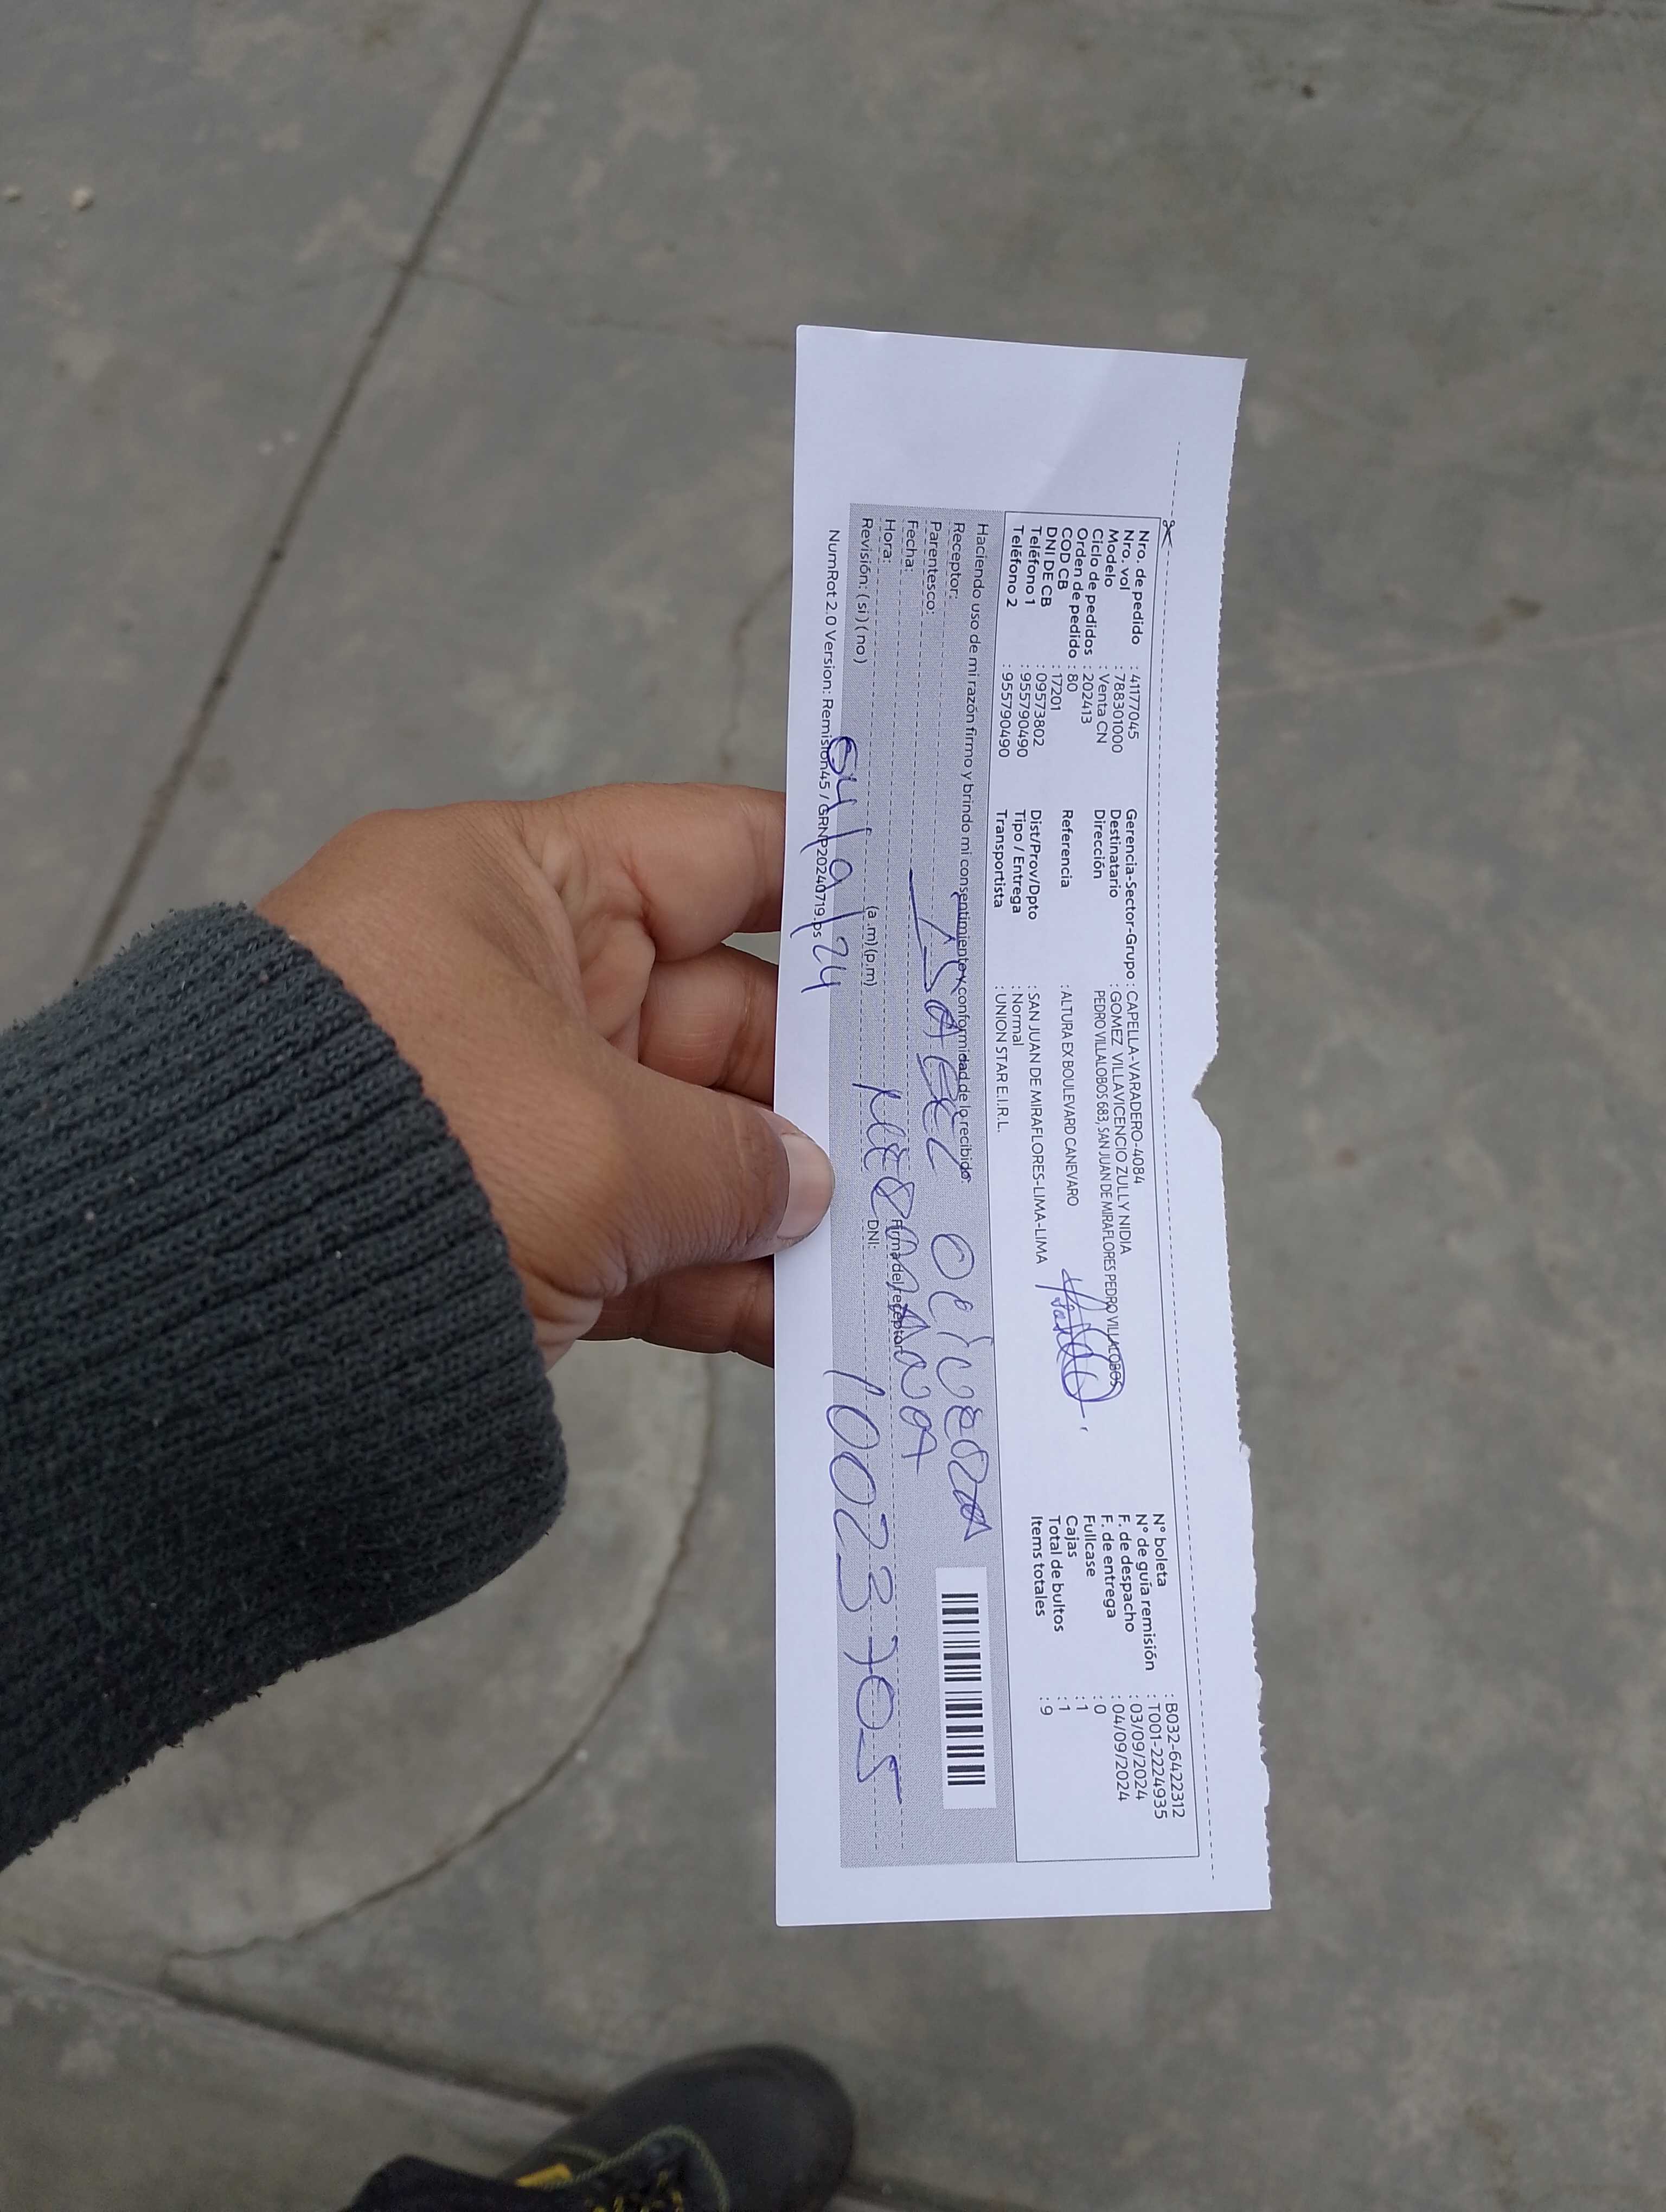 Nro. de pedido : 41177045
Nro. vol : 788301000
Modelo : Venta CN
Ciclo de pedidos : 202413
Orden de pedido : 80
COD CB : 17201
DNI DE CB : 09573802
Teléfono 1 : 955790490
Teléfono 2 : 955790490
Gerencia-Sector-Grupo : CAPELLA-VARADERO-4084
Destinatario : GOMEZ VILLAVICENCIO ZULLY NIDIA
Dirección PEDRO VILLALOBOS 683, SAN JUAN DE MIRAFLORES PEDRO VILLALOBOS
Referencia : ALTURA EX BOULEVARD CANEVARO
Dist/Prov/Dpto : SAN JUAN DE MIRAFLORES-LIMA-LIMA
Tipo / Entrega : Normal
Transportista : UNION STAR E.I.R.L.
N° boleta : B032-6422312
N° de guía remisión : T001-2224935
F. de despacho : 03/09/2024
F. de entrega : 04/09/2024
Fullcase : 0
Cajas : 1
Total de bultos : 1
Items totales : 9
Haciendo uso de mi razón firmo y brindo mi consentimiento y conformidad de lo recibido
Receptor:
Parentesco:
Fecha:
Hora: (a.m)(p.m)
Revisión: (si) (no)
Firma del receptor:
DNI:
10023705
04/9/24
NumRot 2.0 Version: Remision45 / GRNP20240719.ps